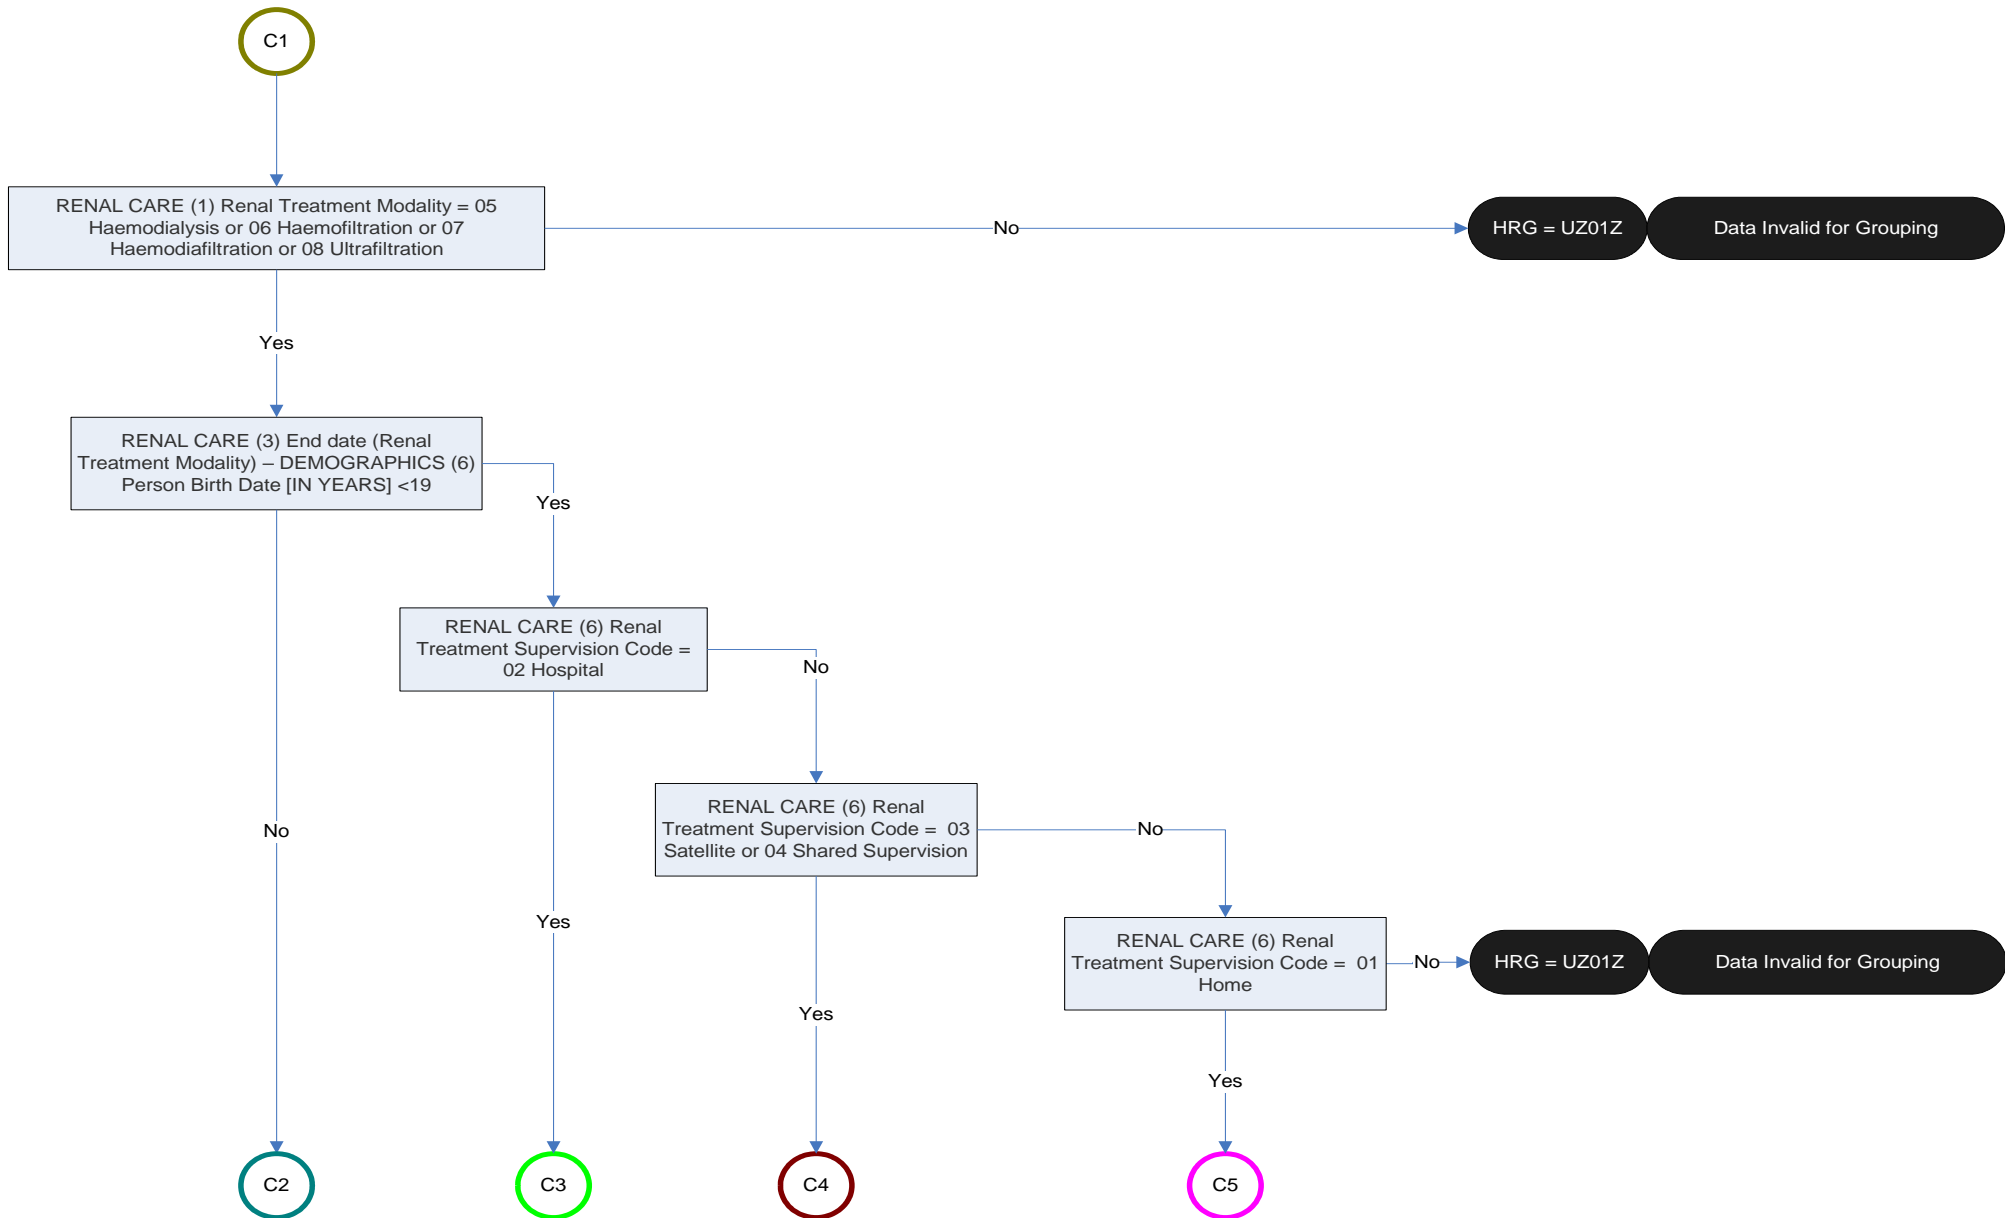 C1
RENAL CARE (1) Renal Treatment Modality = 05
Haemodialysis or 06 Haemofiltration or 07
Haemodiafiltration or 08 Ultrafiltration
No
HRG = UZ01Z
Data Invalid for Grouping
Yes
RENAL CARE (3) End date (Renal
Treatment Modality) – DEMOGRAPHICS (6)
Person Birth Date [IN YEARS] <19
Yes
RENAL CARE (6) Renal
Treatment Supervision Code =
02 Hospital
No
RENAL CARE (6) Renal
Treatment Supervision Code =  03
Satellite or 04 Shared Supervision
No
No
Yes
RENAL CARE (6) Renal
Treatment Supervision Code =  01
Home
No
HRG = UZ01Z
Data Invalid for Grouping
Yes
Yes
C2
C3
C4
C5